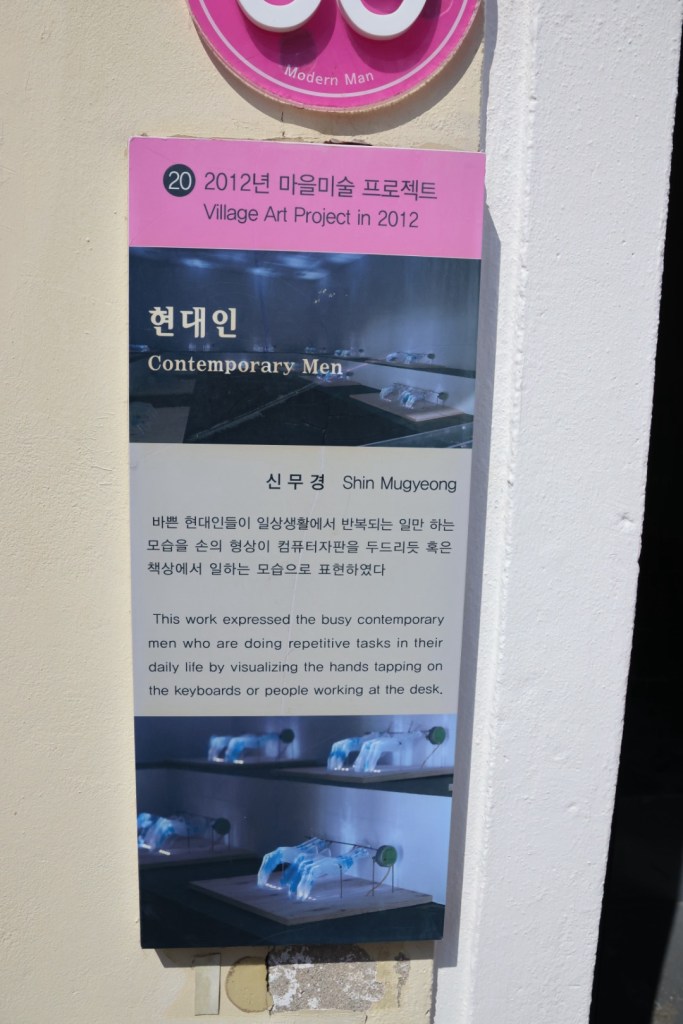 Modern Man
20 2012년 마을미술 프로젝트
Village Art Project in 2012
현대인
Contemporary Men
신무경 Shin Mugyeong
바쁜 현대인들이 일상생활에서 반복되는 일만 하는
모습을 손의 형상이 컴퓨터자판을 두드리듯 혹은
책상에서 일하는 모습으로 표현하였다
This work expressed the busy contemporary
men who are doing repetitive tasks in their
daily life by visualizing the hands tapping on
the keyboards or people working at the desk.